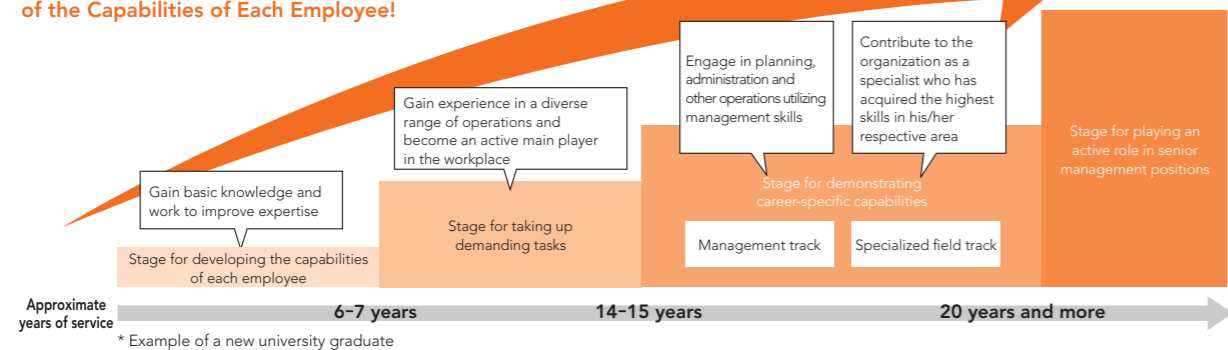 of the Capabilities of Each Employee!
Gain basic knowledge and
work to improve expertise
Stage for developing the capabilities
of each employee
Gain experience in a diverse
range of operations and
become an active main player
in the workplace
Stage for taking up
demanding tasks
Engage in planning,
administration and
other operations utilizing
management skills
Contribute to the
organization as a
specialist who has
acquired the highest
skills in his/her
respective area
Stage for demonstrating
career-specific capabilities
Management track
Specialized field track
Stage for playing an
active role in senior
management positions
Approximate
years of service
6–7 years
14–15 years
20 years and more
* Example of a new university graduate